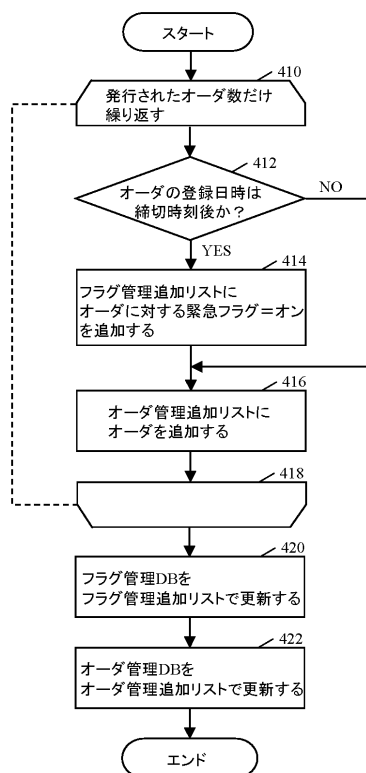 スタート
410
発行されたオーダ数だけ
繰り返す
412
オーダの登録日時は
締切時刻後か？
NO
YES
414
フラグ管理追加リストに
オーダに対する緊急フラグ＝オン
を追加する
416
オーダ管理追加リストに
オーダを追加する
418
420
フラグ管理DBを
フラグ管理追加リストで更新する
422
オーダ管理DBを
オーダ管理追加リストで更新する
エンド